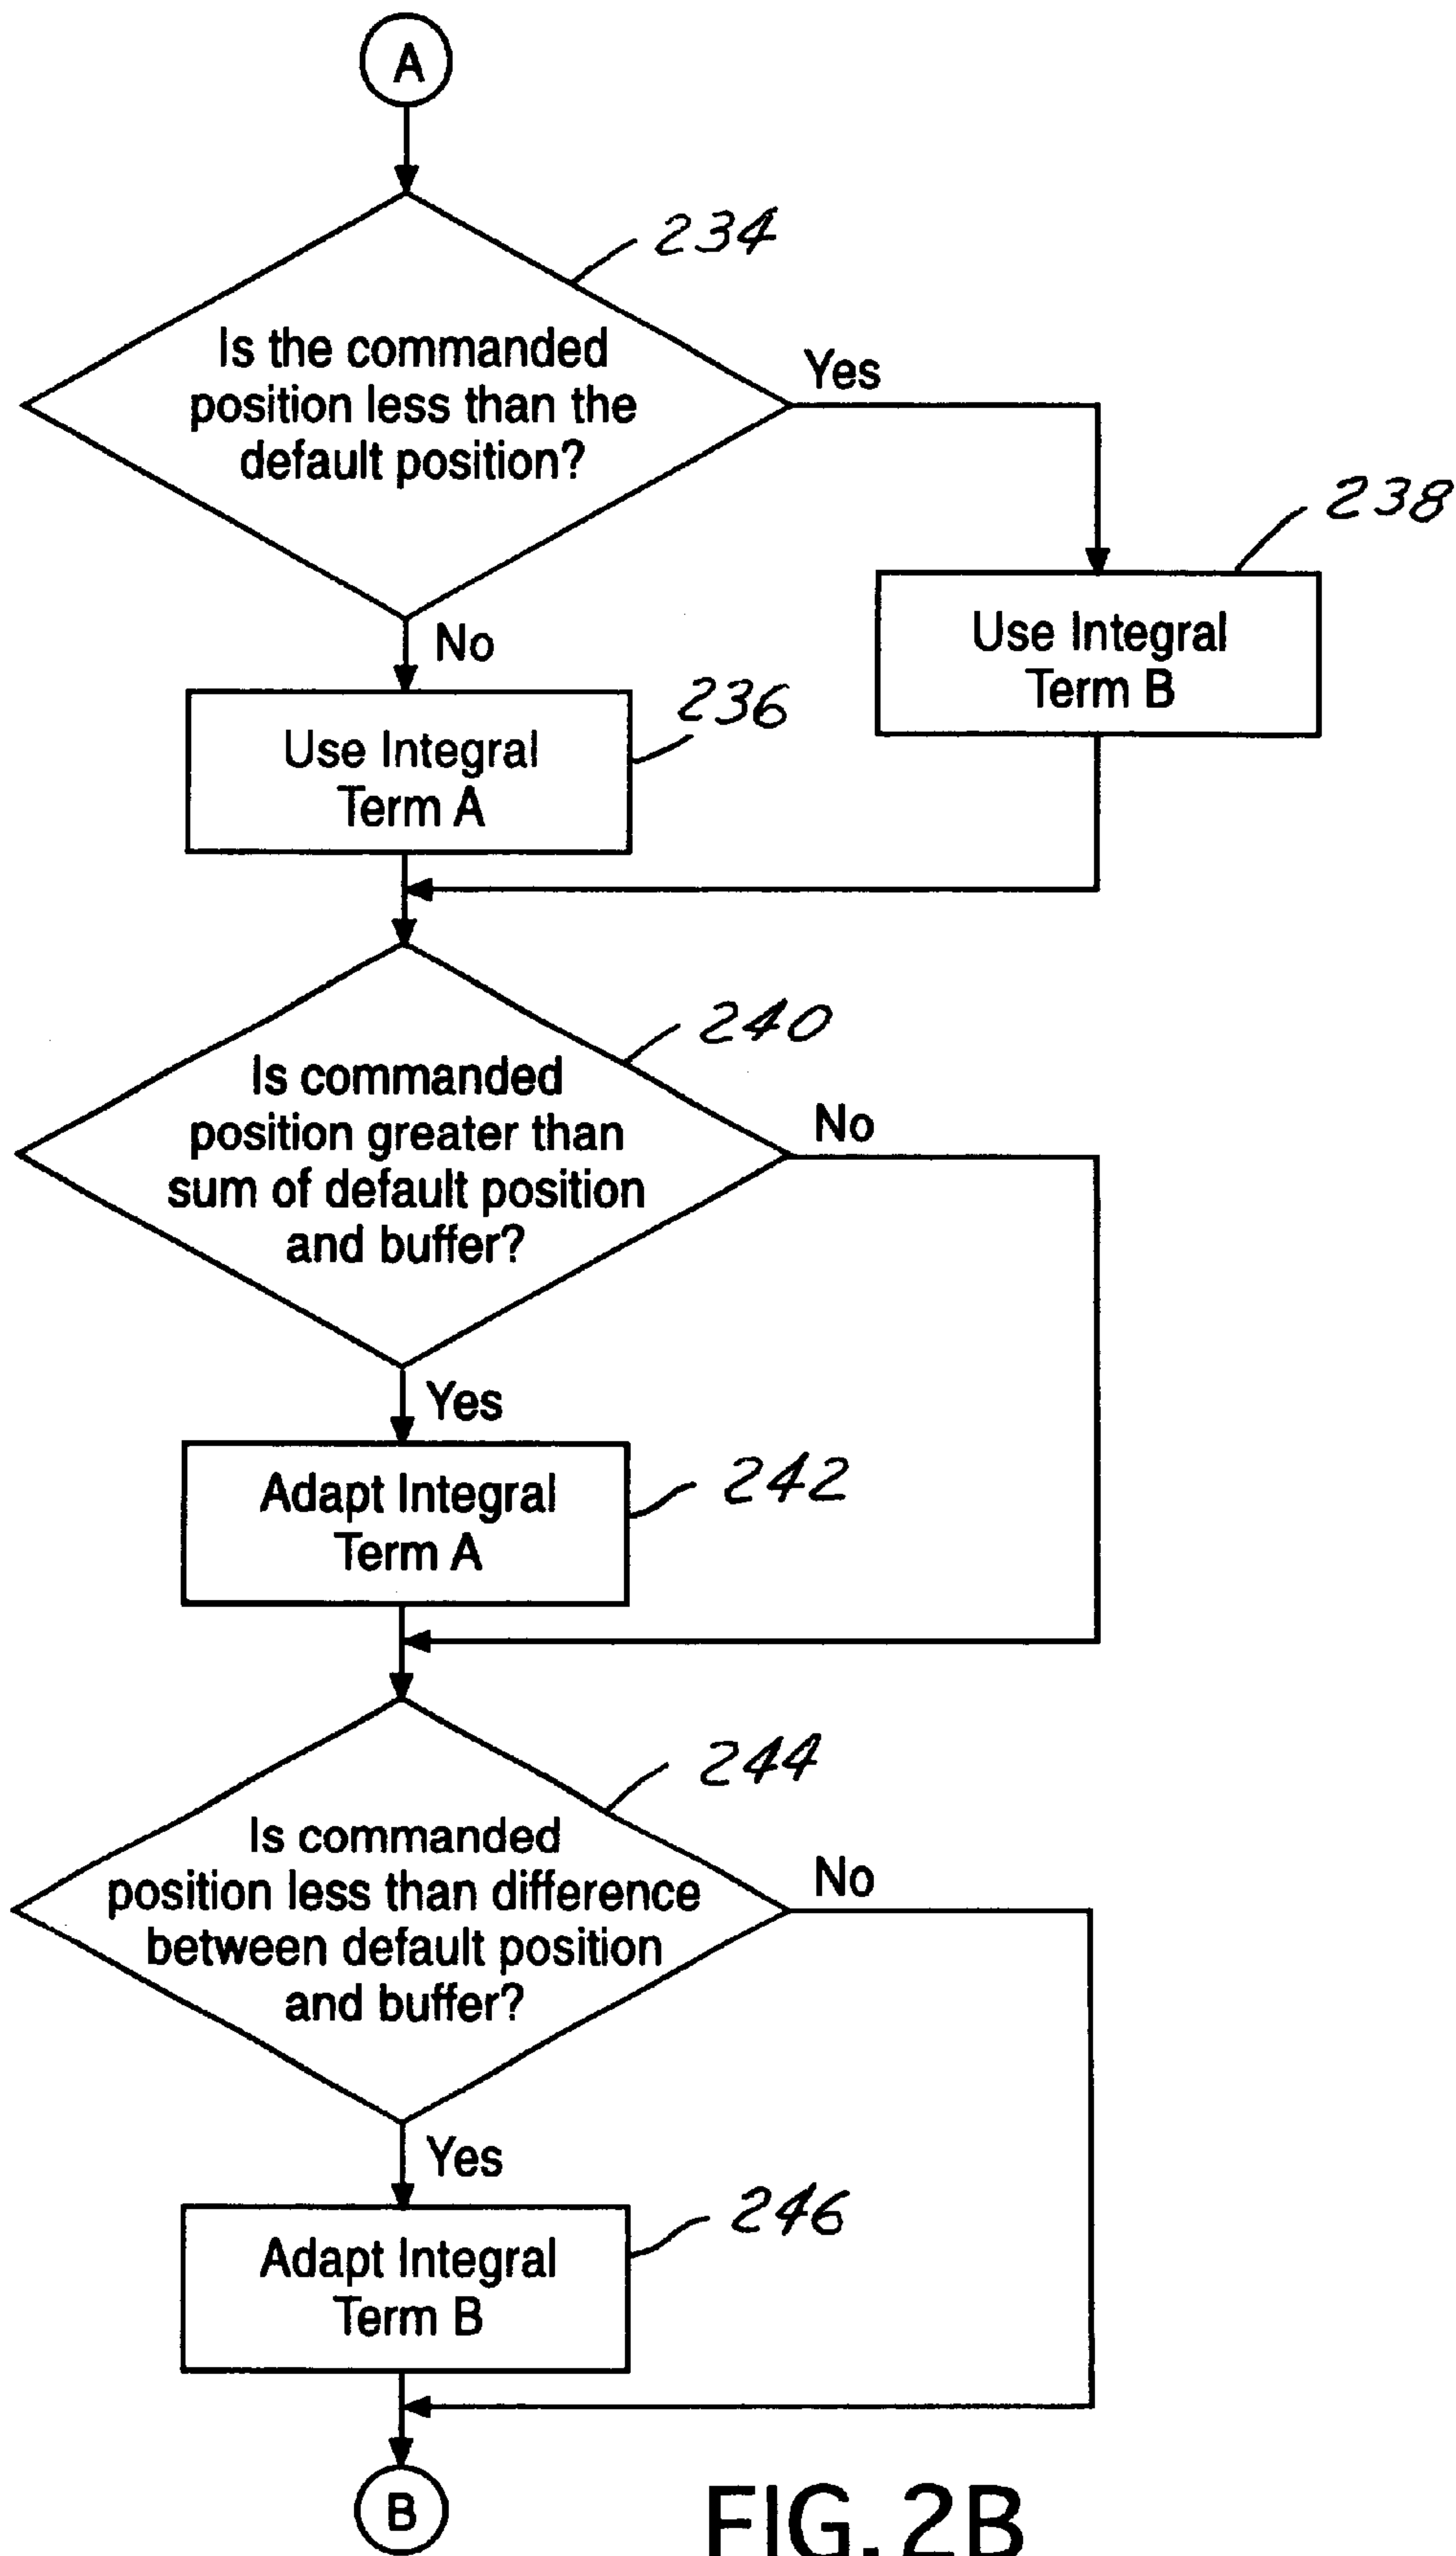 A
234
Is the commanded
position less than the
default position?
Yes
238
Use Integral
Term B
No
236
Use Integral
Term A
240
Is commanded
position greater than
sum of default position
and buffer?
No
Yes
242
Adapt Integral
Term A
244
Is commanded
position less than difference
between default position
and buffer?
No
Yes
246
Adapt Integral
Term B
B
FIG. 2B